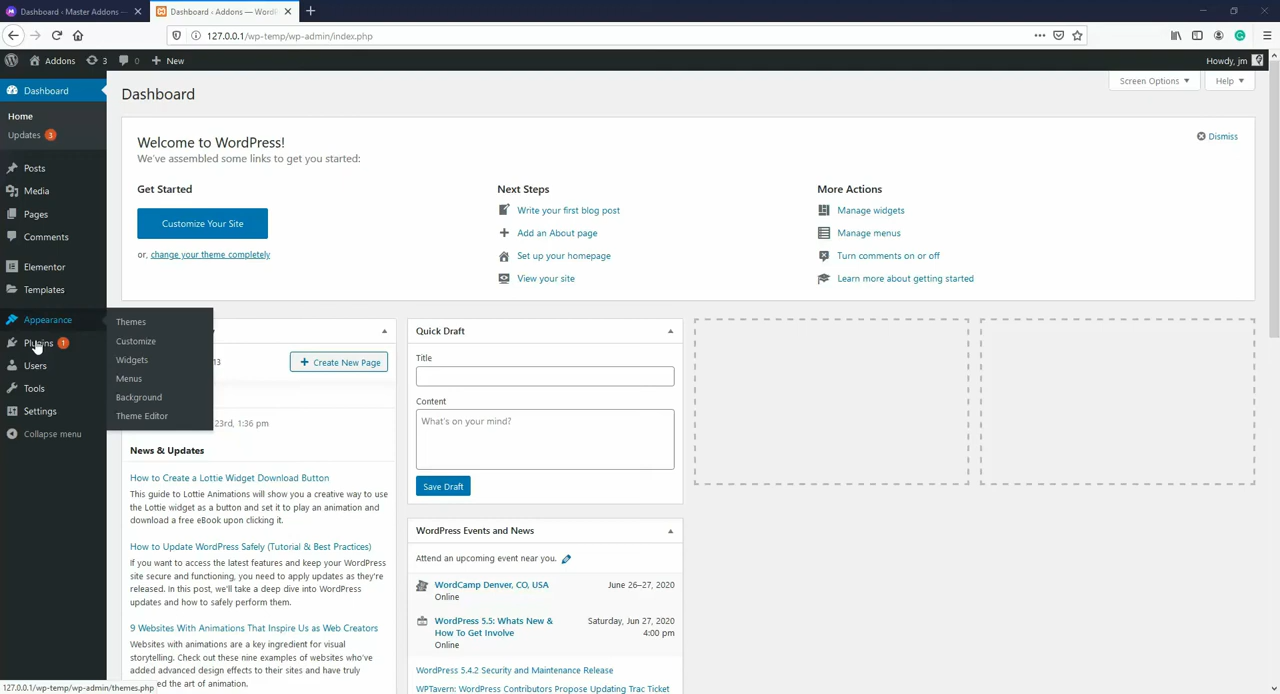 Dashboard ‹ Master Addons —
Dashboard ‹ Addons — WordP
127.0.0.1/wp-temp/wp-admin/index.php
Addons
3
0
New
Howdy, jm
Dashboard
Home
Updates 3
Posts
Media
Pages
Comments
Elementor
Templates
Appearance
Plugins 1
Users
Tools
Settings
Collapse menu
Themes
Customize
Widgets
Menus
Background
Theme Editor
Dashboard
Screen Options
Help
Welcome to WordPress!
We've assembled some links to get you started:
Dismiss
Get Started
Customize Your Site
or, change your theme completely
Next Steps
Write your first blog post
Add an About page
Set up your homepage
View your site
More Actions
Manage widgets
Manage menus
Turn comments on or off
Learn more about getting started
13
Create New Page
23rd, 1:36 pm
News & Updates
How to Create a Lottie Widget Download Button
This guide to Lottie Animations will show you a creative way to use
the Lottie widget as a button and set it to play an animation and
download a free eBook upon clicking it.
How to Update WordPress Safely (Tutorial & Best Practices)
If you want to access the latest features and keep your WordPress
site secure and functioning, you need to apply updates as they're
released. In this post, we'll take a deep dive into WordPress
updates and how to safely perform them.
9 Websites With Animations That Inspire Us as Web Creators
Websites with animations are a key ingredient for visual
storytelling. Check out these nine examples of websites who've
added advanced design effects to their sites and have truly
ed the art of animation.
Quick Draft
Title
Content
What's on your mind?
Save Draft
WordPress Events and News
Attend an upcoming event near you.
WordCamp Denver, CO, USA
June 26–27, 2020
Online
WordPress 5.5: Whats New &
How To Get Involve
Saturday, Jun 27, 2020
4:00 pm
Online
WordPress 5.4.2 Security and Maintenance Release
WPTavern: WordPress Contributors Propose Updating Trac Ticket
127.0.0.1/wp-temp/wp-admin/themes.php